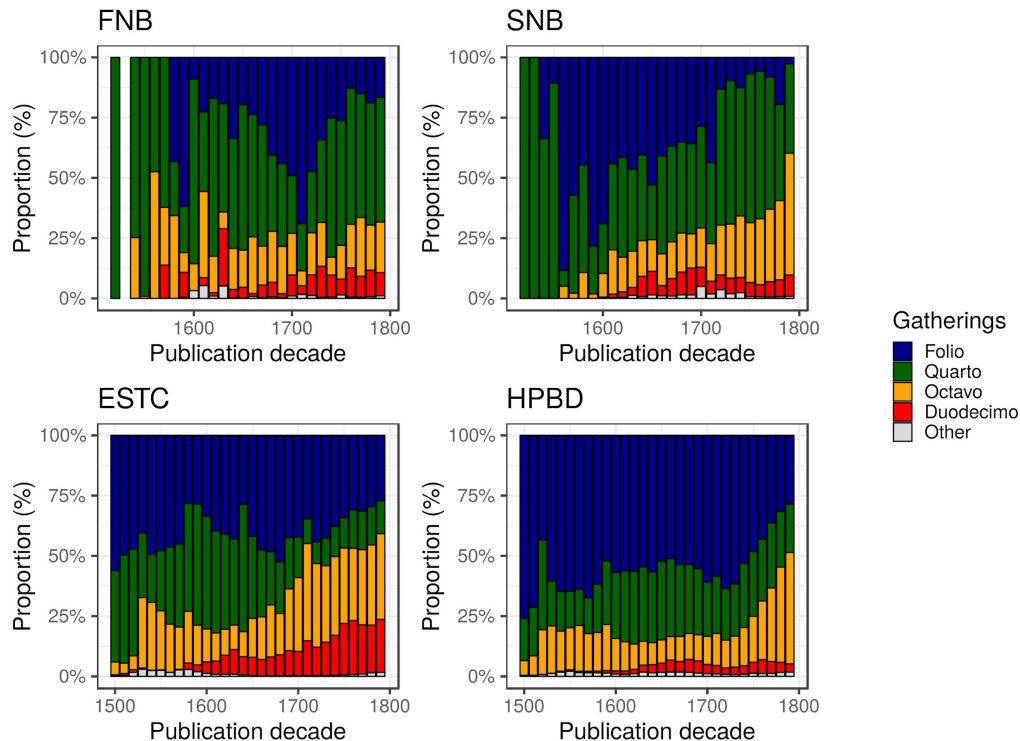 FNB
100%
75%
50%
25%
0%
Proportion (%)
1600
1700
1800
Publication decade
SNB
100%
75%
50%
25%
0%
Proportion (%)
1600
1700
1800
Publication decade
ESTC
100%
75%
50%
25%
0%
Proportion (%)
1500
1600
1700
1800
Publication decade
HPBD
100%
75%
50%
25%
0%
Proportion (%)
1500
1600
1700
1800
Publication decade
Gatherings
Folio
Quarto
Octavo
Duodecimo
Other